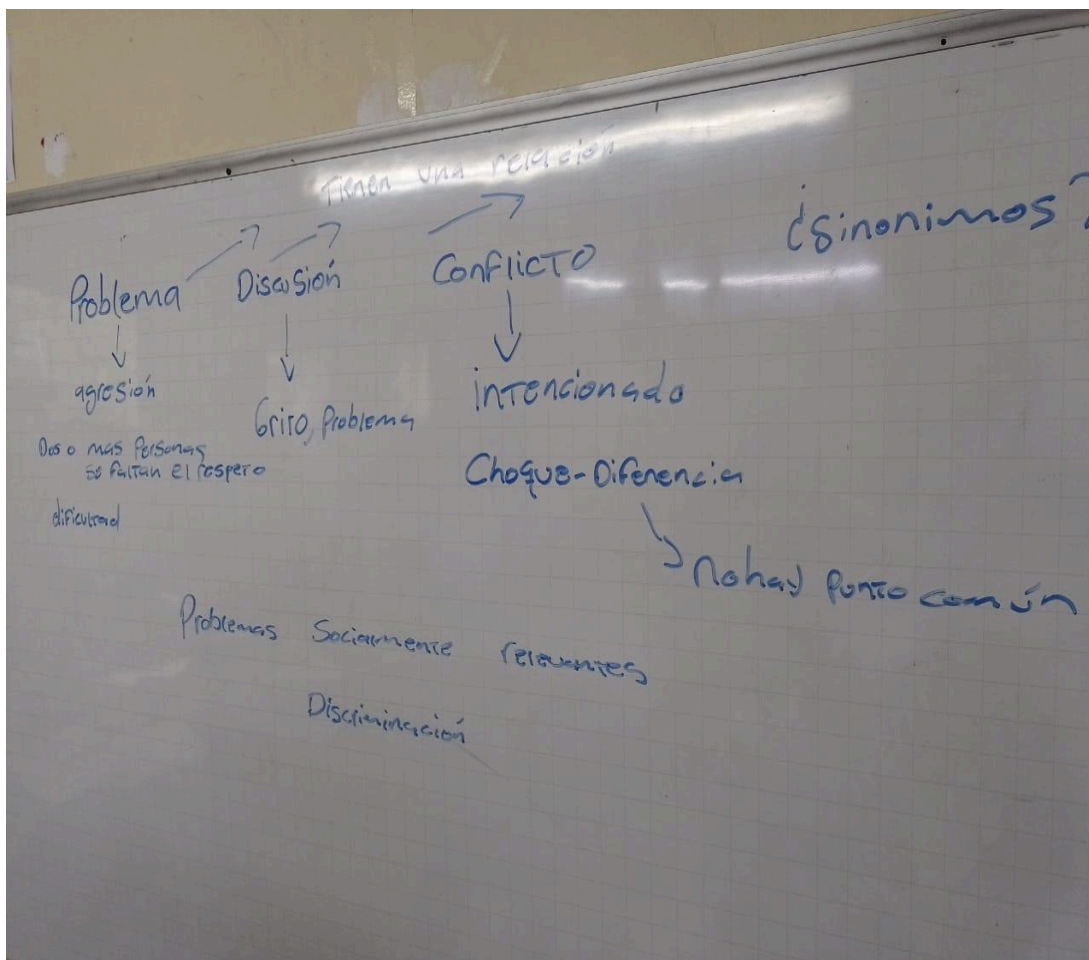 Tienen una relación
¿Sinonimos?
Problema Discusión Conflicto
agresión
Dos o mas Personas
se faltan el respeto
dificultad
Grito, Problema
intencionado
Choque-Diferencia
No hay Punto común
Problemas Socialmente relevantes
Discriminación